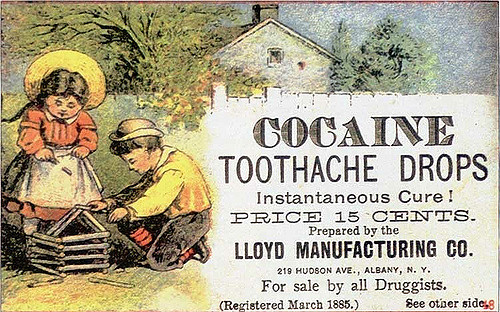 COCAINE
TOOTHACHE DROPS
Instantaneous Cure!
PRICE 15 CENTS.
Prepared by the
LLOYD MANUFACTURING CO.
219 HUDSON AVE., ALBANY, N. Y.
For sale by all Druggists.
(Registered March 1885.) See other side.